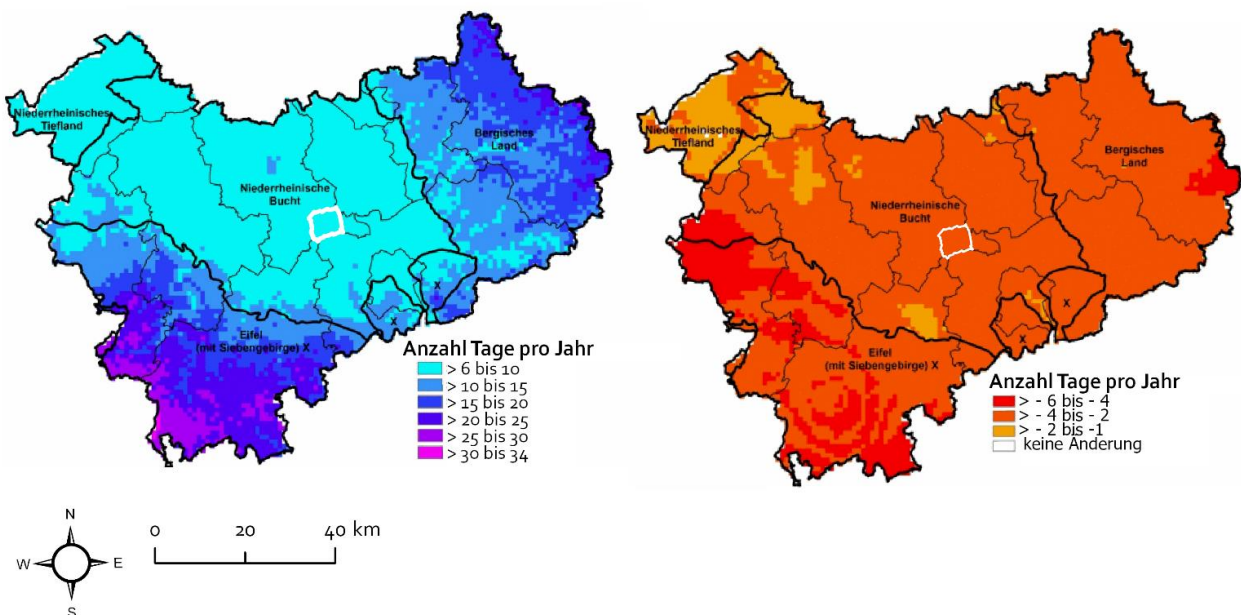 Niederrheinisches
Tiefland
Bergisches
Land
Niederrheinische
Bucht
X
X
Eifel
(mit Siebengebirge) X
Anzahl Tage pro Jahr
> 6 bis 10
> 10 bis 15
> 15 bis 20
> 20 bis 25
> 25 bis 30
> 30 bis 34
Niederrheinisches
Tiefland
Bergisches
Land
Niederrheinische
Bucht
X
X
Eifel
(mit Siebengebirge) X
Anzahl Tage pro Jahr
> - 6 bis - 4
> - 4 bis - 2
> - 2 bis -1
keine Änderung
N
W E
S
0 20 40 km